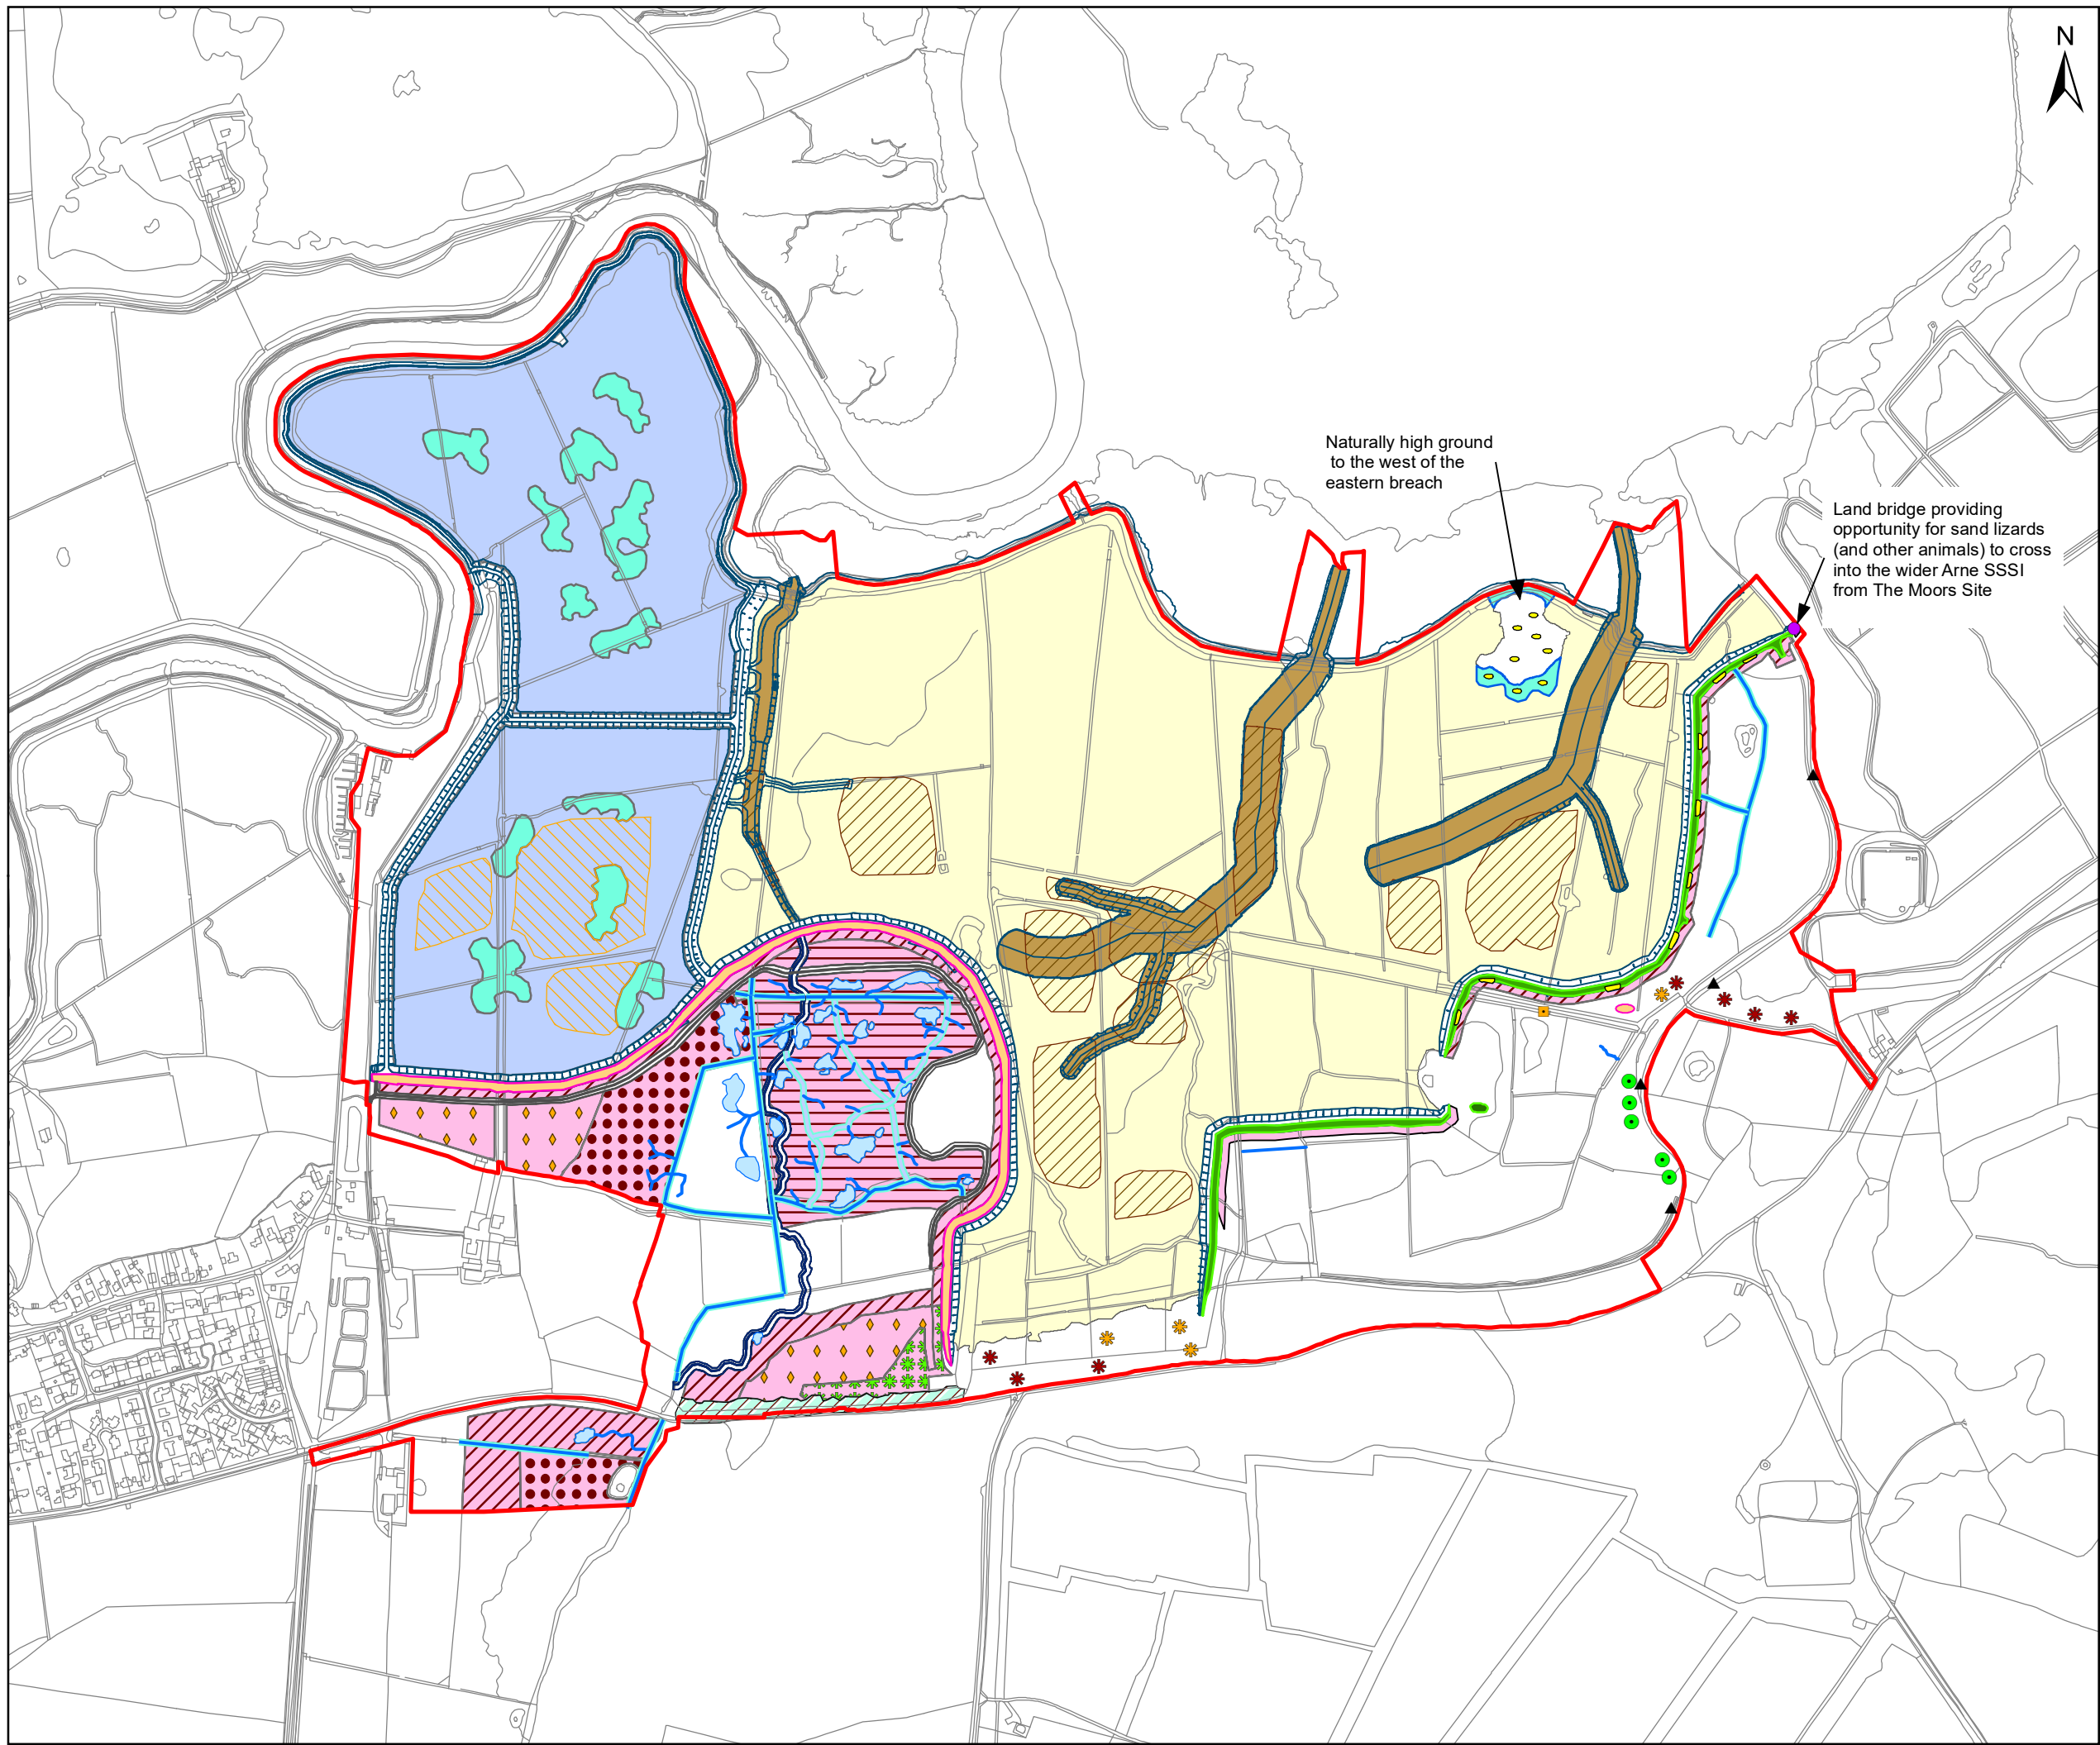 N
Naturally high ground
to the west of the
eastern breach
Land bridge providing
opportunity for sand lizards
(and other animals) to cross
into the wider Arne SSSI
from The Moors Site